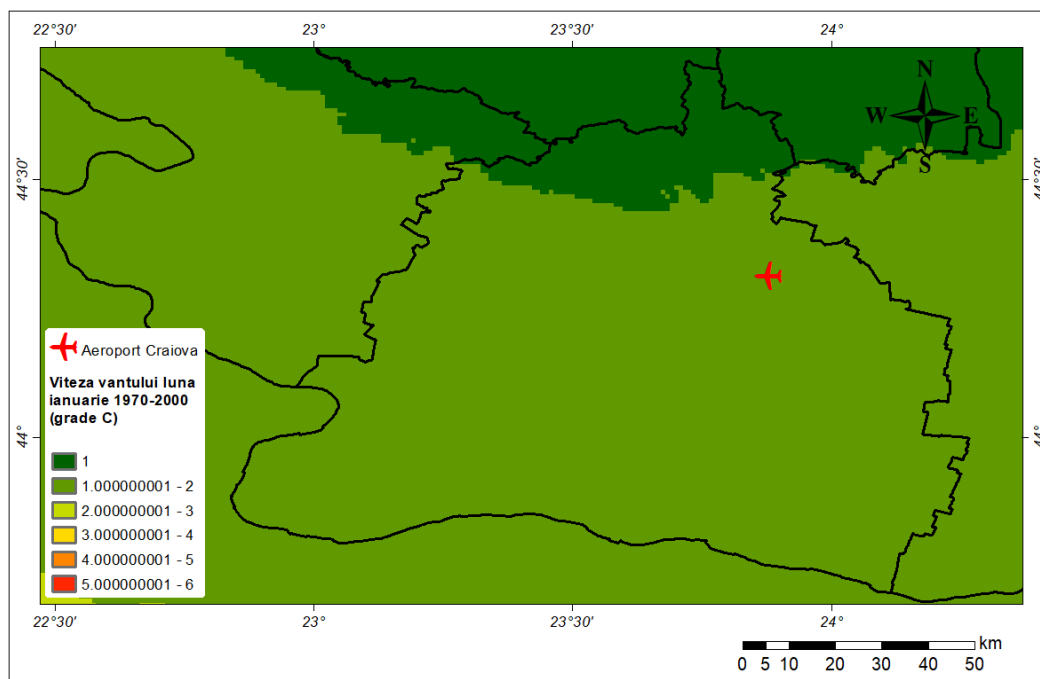 22°30' 23° 23°30' 24°
N
W E
S
44°30' 44°30'
Aeroport Craiova
Viteza vantului luna
ianuarie 1970-2000
(grade C)
44° 44°
1
1.000000001 - 2
2.000000001 - 3
3.000000001 - 4
4.000000001 - 5
5.000000001 - 6
22°30' 23° 23°30' 24°
km
0 5 10 20 30 40 50